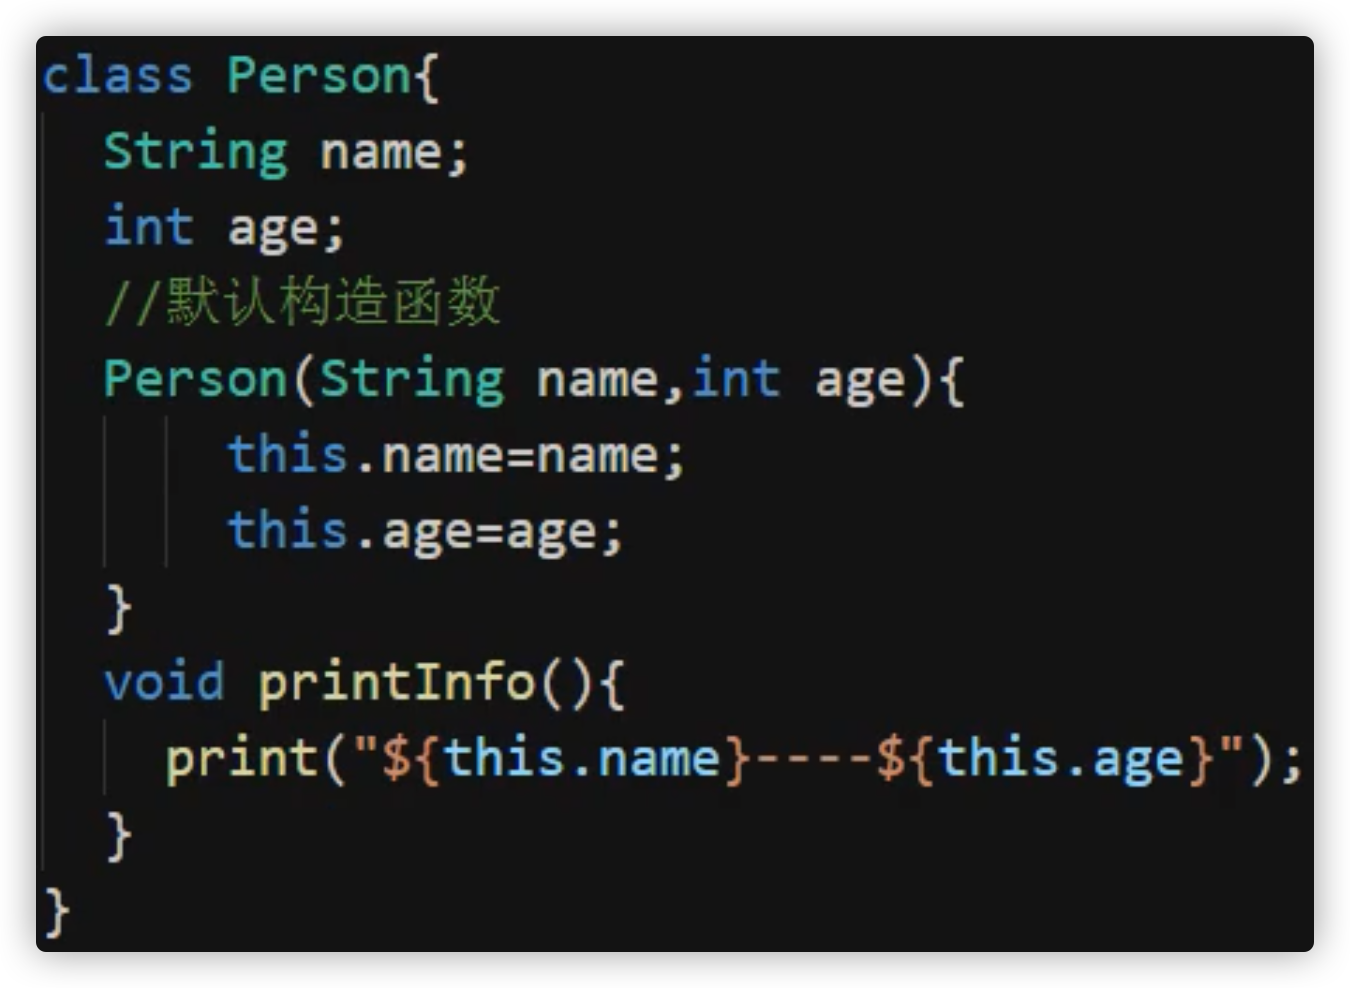 class Person{
  String name;
  int age;
  //默认构造函数
  Person(String name,int age){
      this.name=name;
      this.age=age;
  }
  void printInfo(){
    print("${this.name}----${this.age}");
  }
}